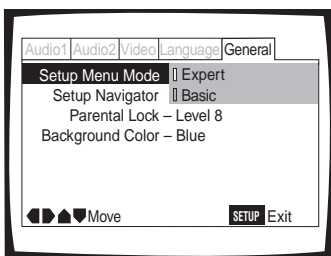 Audio1 Audio2 Video Language General
Setup Menu Mode Expert
Setup Navigator Basic
Parental Lock – Level 8
Background Color – Blue
Move SETUP Exit